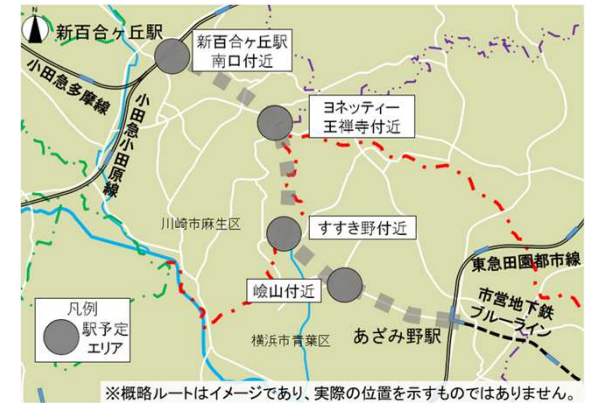 N
新百合ヶ丘駅
新百合ヶ丘駅
南口付近
小田急多摩線
小田急小田原線
ヨネッティー
王禅寺付近
川崎市麻生区
すすき野付近
嶮山付近
東急田園都市線
市営地下鉄
ブルーライン
あざみ野駅
横浜市青葉区
凡例
駅予定
エリア
※概略ルートはイメージであり、実際の位置を示すものではありません。